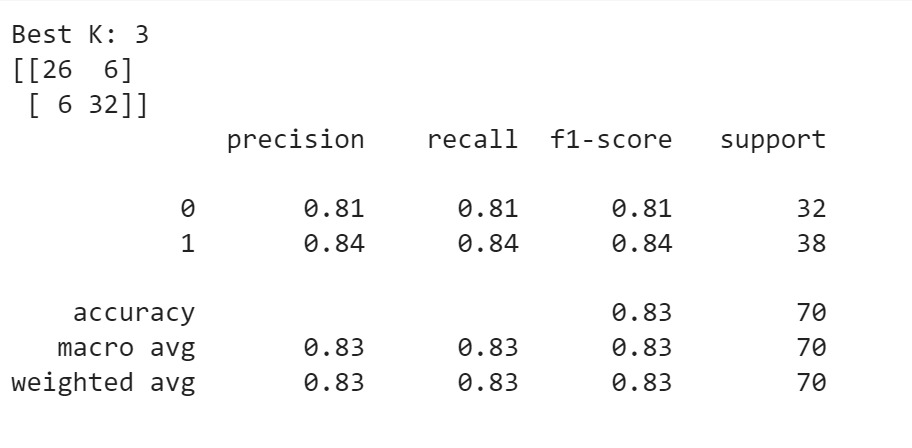 Best K: 3
[[26  6]
 [ 6 32]]
              precision    recall  f1-score   support

           0       0.81      0.81      0.81        32
           1       0.84      0.84      0.84        38

    accuracy                           0.83        70
   macro avg       0.83      0.83      0.83        70
weighted avg       0.83      0.83      0.83        70